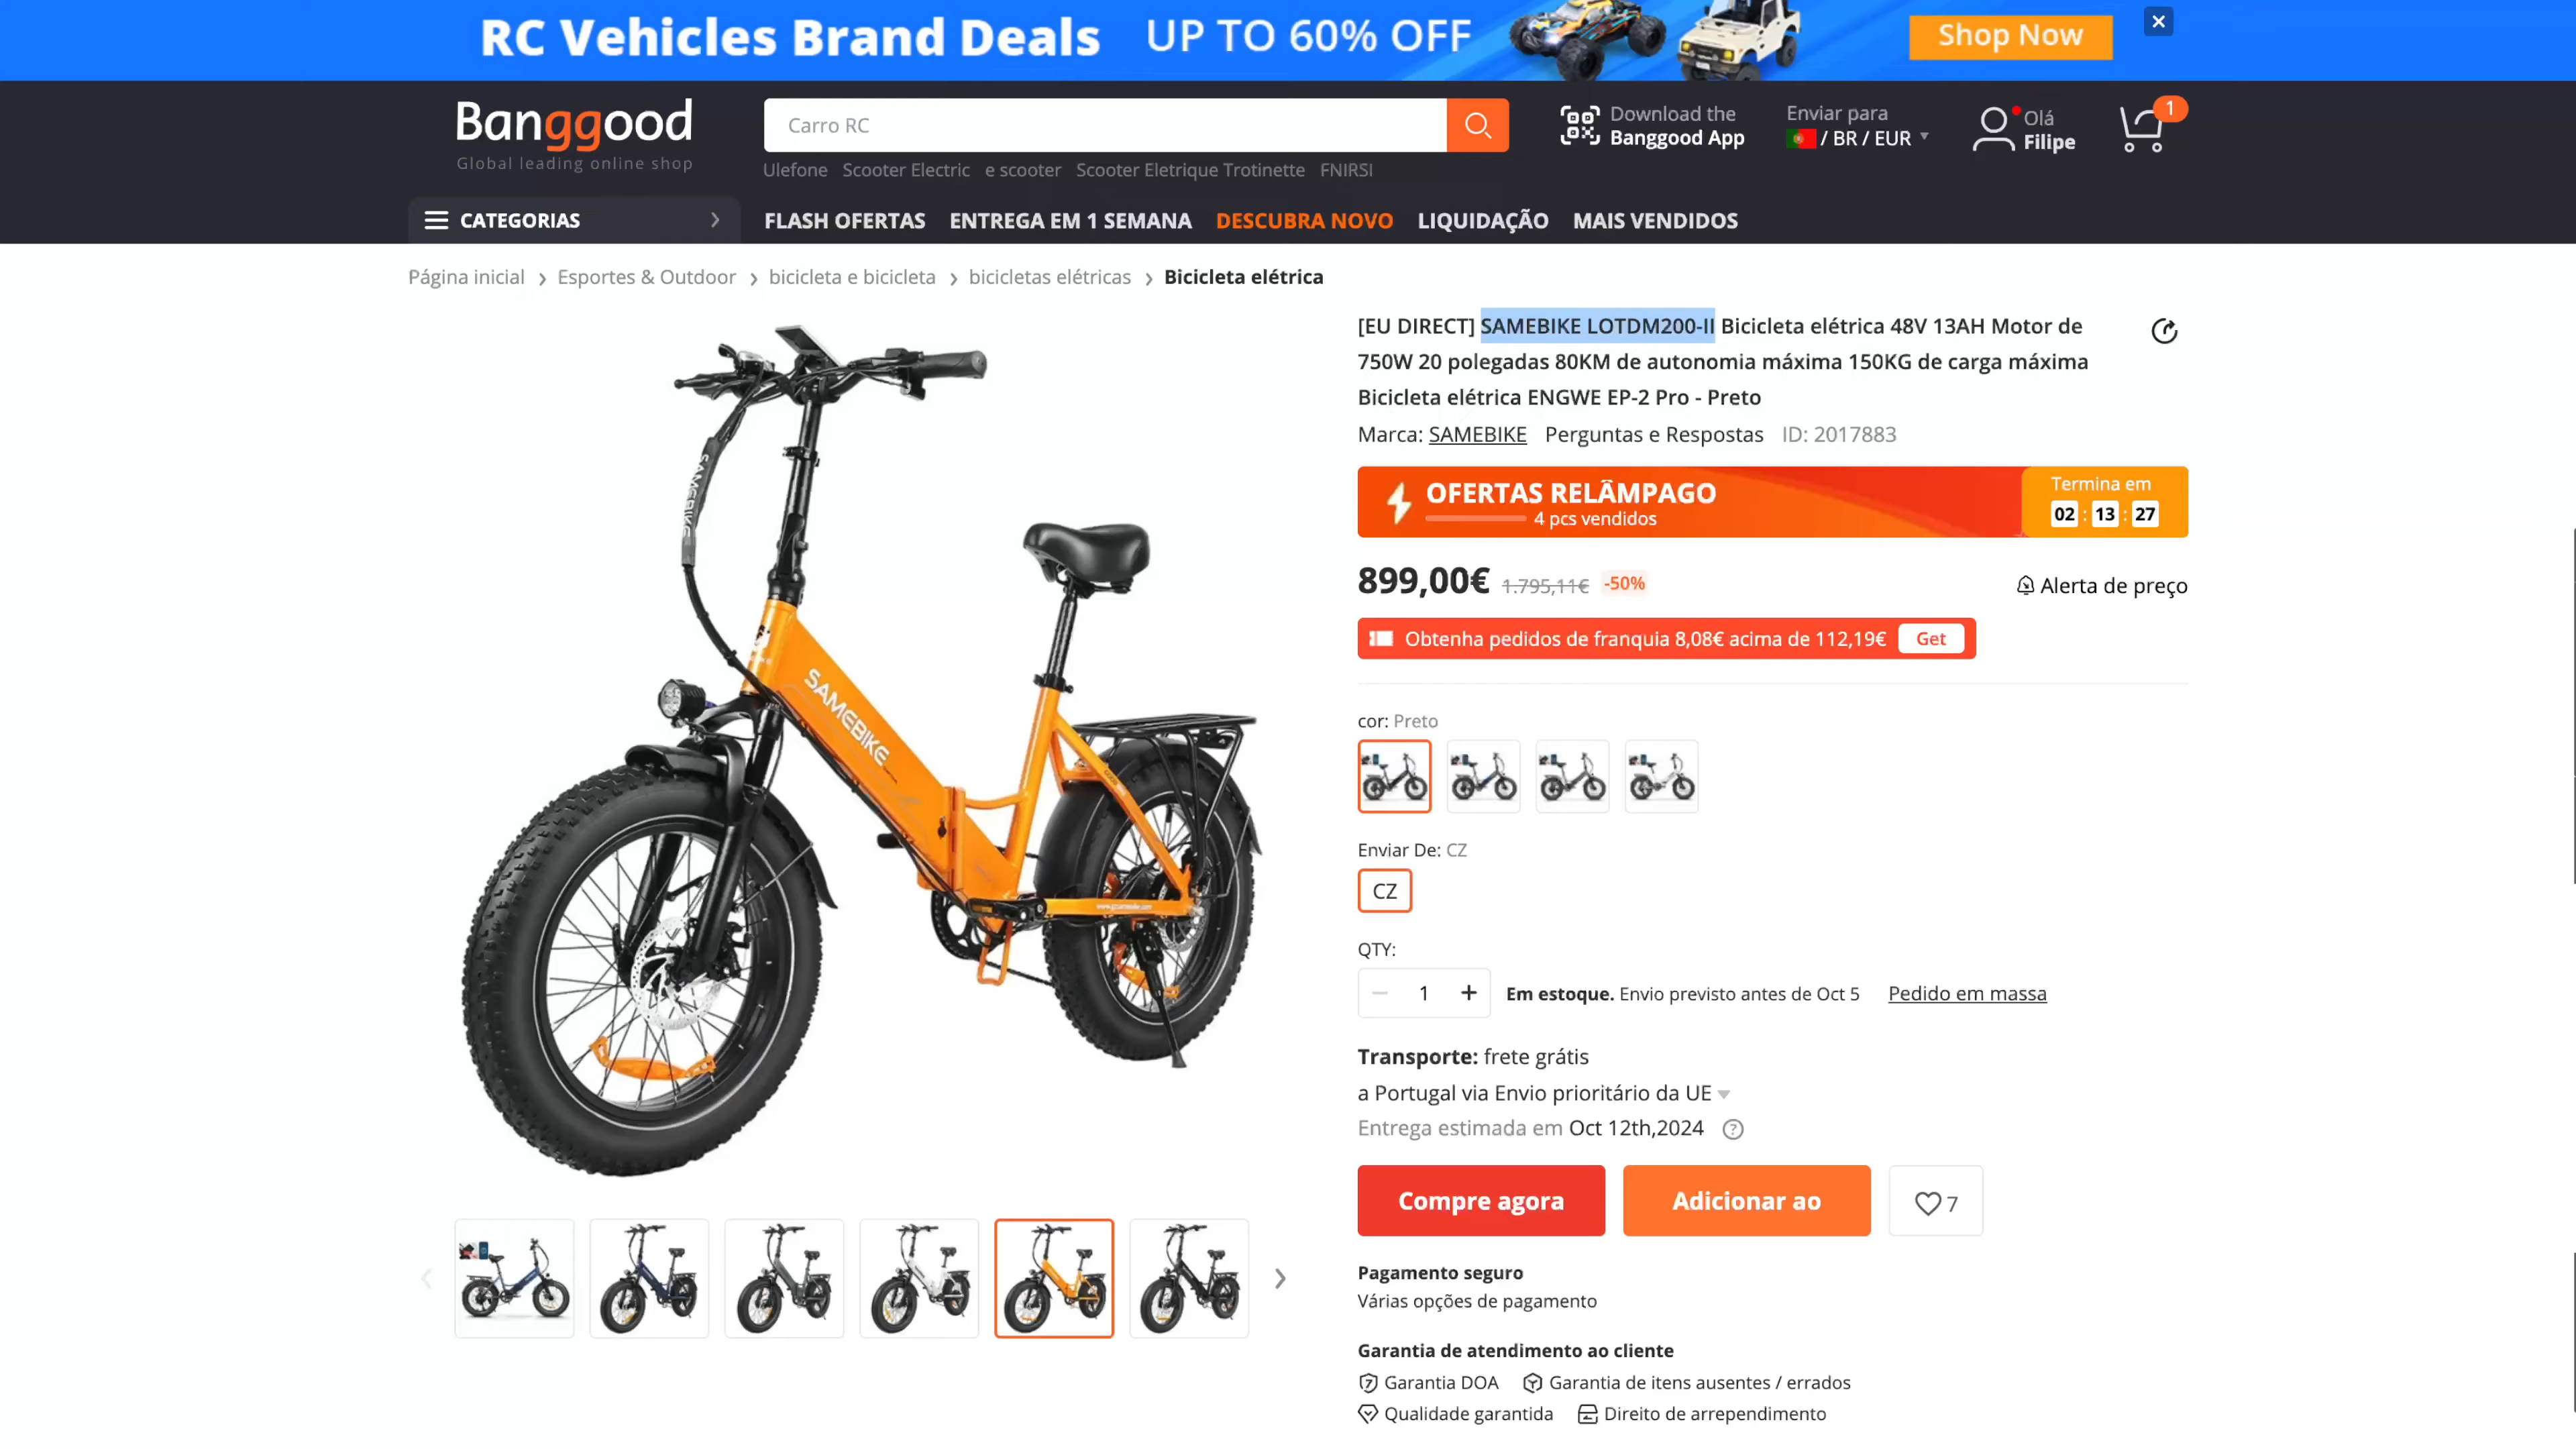 RC Vehicles Brand Deals UP TO 60% OFF Shop Now
Banggood
Global leading online shop
Carro RC
Ulefone Scooter Electric e scooter Scooter Eletrique Trotinette FNIRSI
Download the
Banggood App
Enviar para
/ BR / EUR
Olá
Filipe
1
CATEGORIAS
FLASH OFERTAS ENTREGA EM 1 SEMANA DESCUBRA NOVO LIQUIDAÇÃO MAIS VENDIDOS
Página inicial > Esportes & Outdoor > bicicleta e bicicleta > bicicletas elétricas > Bicicleta elétrica
[EU DIRECT] SAMEBIKE LOTDM200-II Bicicleta elétrica 48V 13AH Motor de
750W 20 polegadas 80KM de autonomia máxima 150KG de carga máxima
Bicicleta elétrica ENGWE EP-2 Pro - Preto
Marca: SAMEBIKE Perguntas e Respostas ID: 2017883
OFERTAS RELÂMPAGO
4 pcs vendidos
Termina em
02 : 13 : 27
899,00€ 1.795,11€ -50%
Alerta de preço
Obtenha pedidos de franquia 8,08€ acima de 112,19€ Get
cor: Preto
Enviar De: CZ
CZ
QTY:
− 1 + Em estoque. Envio previsto antes de Oct 5 Pedido em massa
Transporte: frete grátis
a Portugal via Envio prioritário da UE
Entrega estimada em Oct 12th,2024 ?
Compre agora Adicionar ao 7
Pagamento seguro
Várias opções de pagamento
Garantia de atendimento ao cliente
Garantia DOA Garantia de itens ausentes / errados
Qualidade garantida Direito de arrependimento
SAMEBIKE
SAMEBIKE